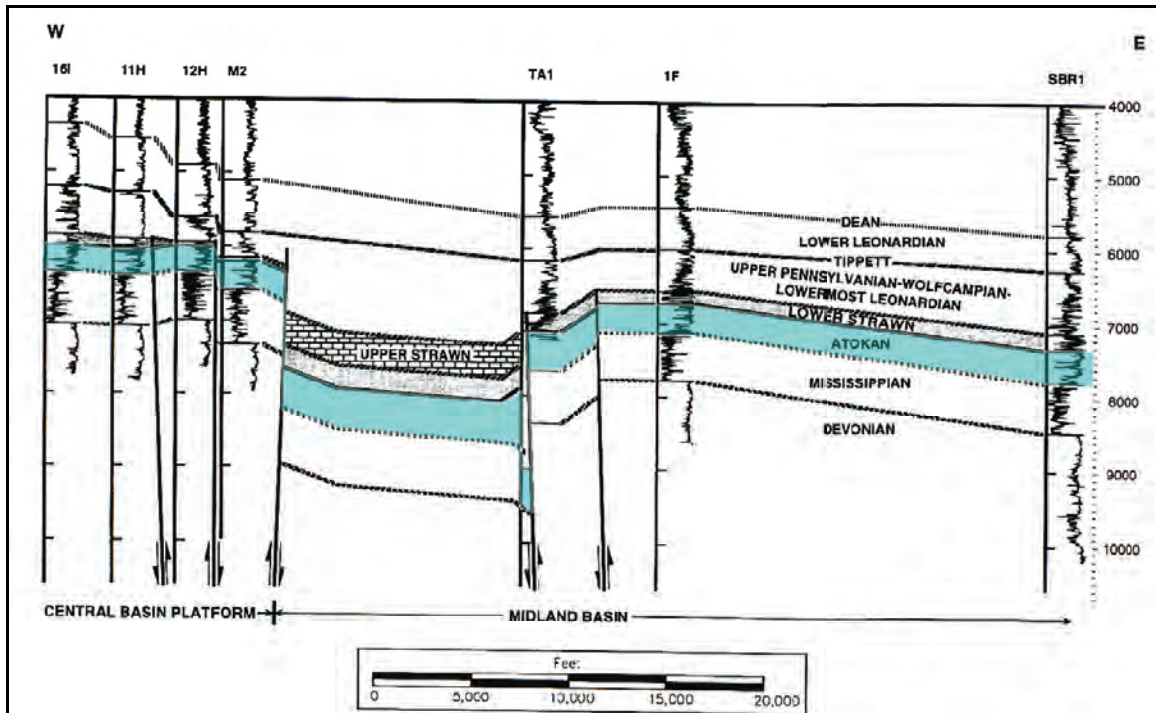 W
E
16I
11H
12H
M2
TA1
1F
SBR1
4000
5000
DEAN
LOWER LEONARDIAN
6000
TIPPETT
UPPER PENNSYLVANIAN-WOLFCAMPIAN-
LOWERMOST LEONARDIAN
LOWER STRAWN
7000
UPPER STRAWN
ATOKAN
MISSISSIPPIAN
8000
DEVONIAN
9000
10000
CENTRAL BASIN PLATFORM
MIDLAND BASIN
Fee:
0 5,000 10,000 15,000 20,000